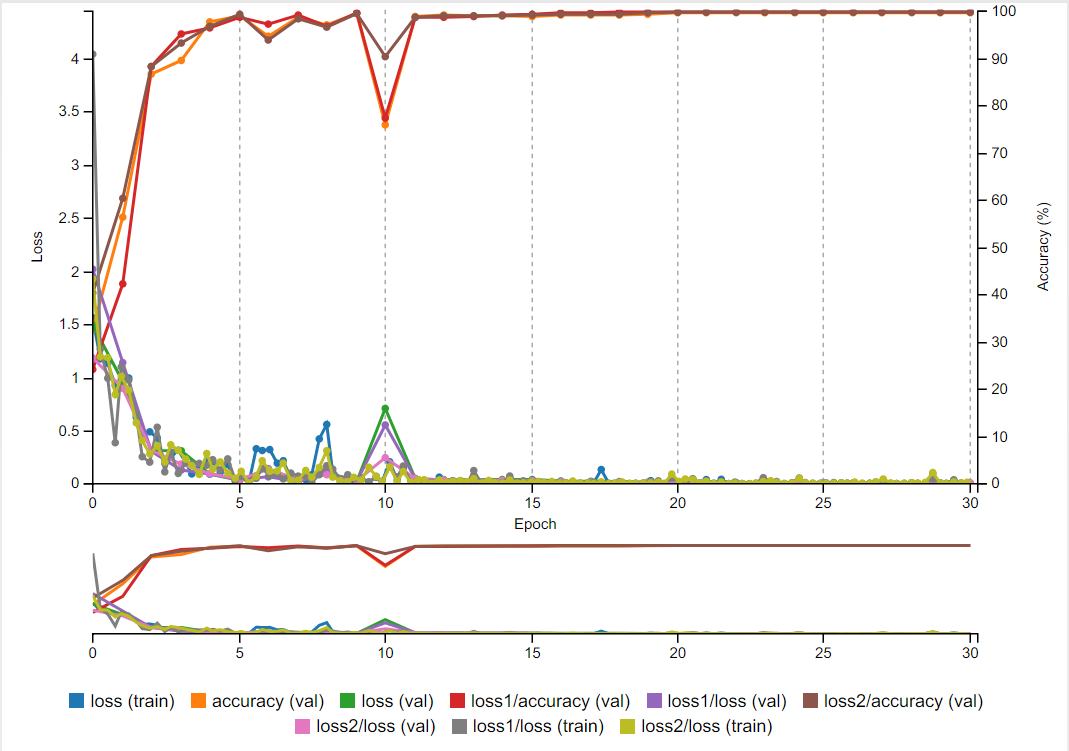 100
4
90
3.5
80
3
70
2.5
60
Loss
2
50
Accuracy (%)
40
1.5
30
1
20
0.5
10
0
0
0 5 10 15 20 25 30
Epoch
0 5 10 15 20 25 30
loss (train) accuracy (val) loss (val) loss1/accuracy (val) loss1/loss (val) loss2/accuracy (val)
loss2/loss (val) loss1/loss (train) loss2/loss (train)